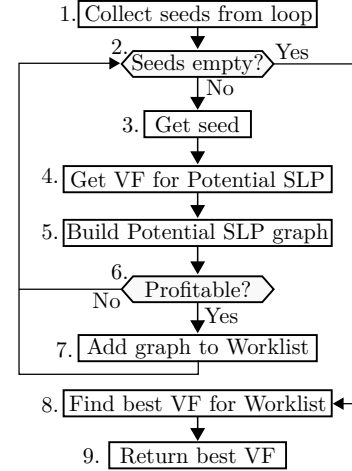 1. Collect seeds from loop
2. Seeds empty? Yes
No
3. Get seed
4. Get VF for Potential SLP
5. Build Potential SLP graph
6. Profitable?
No
Yes
7. Add graph to Worklist
8. Find best VF for Worklist
9. Return best VF